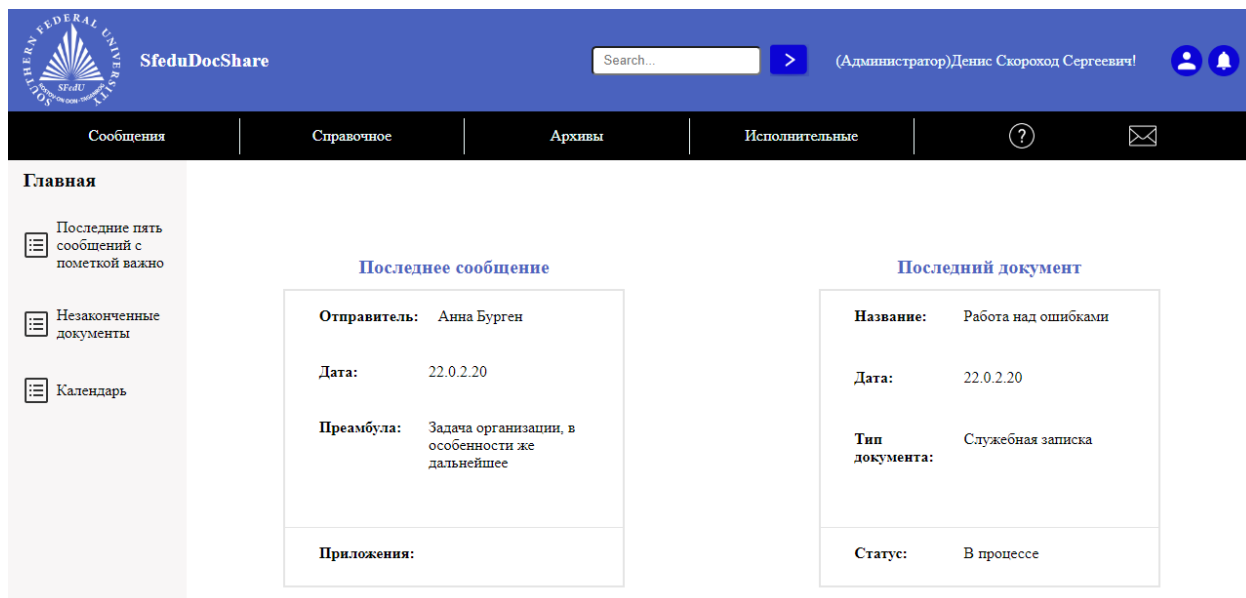 SOUTHERN FEDERAL UNIVERSITY
SFedU
SfeduDocShare
Search...
>
(Администратор)Денис Скороход Сергеевич!
Сообщения
Справочное
Архивы
Исполнительные
?
Главная
Последние пять
сообщений с
пометкой важно
Незаконченные
документы
Календарь
Последнее сообщение
Отправитель: Анна Бурген
Дата: 22.0.2.20
Преамбула: Задача организации, в
особенности же
дальнейшее
Приложения:
Последний документ
Название: Работа над ошибками
Дата: 22.0.2.20
Тип Служебная записка
документа:
Статус: В процессе